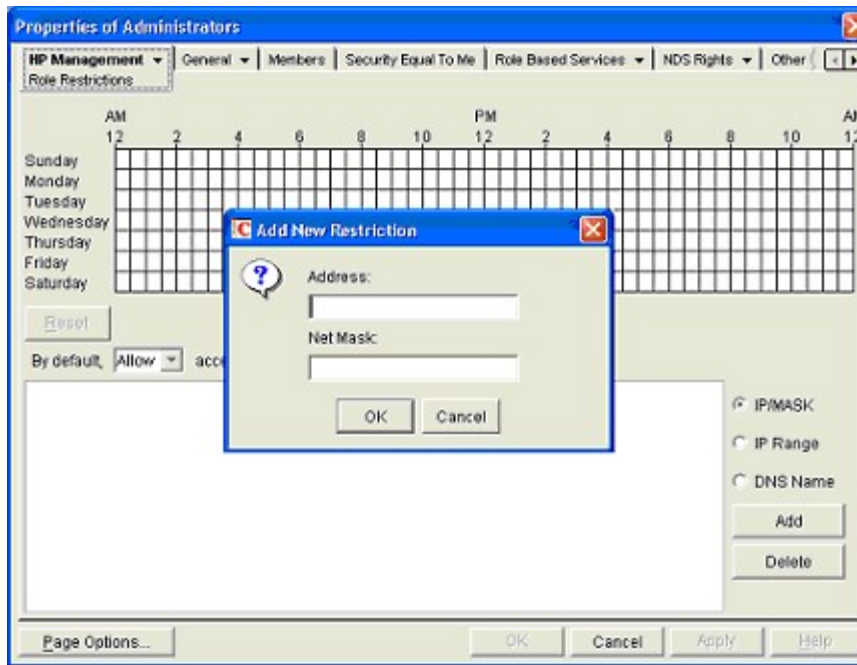 Properties of Administrators
HP Management General Members Security Equal To Me Role Based Services NDS Rights Other
Role Restrictions
AM PM AM
12 2 4 6 8 10 12 2 4 6 8 10 12
Sunday
Monday
Tuesday
Wednesday
Thursday
Friday
Saturday
Add New Restriction
Address:
Net Mask:
OK Cancel
Reset
By default, Allow
IP/MASK
IP Range
DNS Name
Add
Delete
Page Options... OK Cancel Apply Help